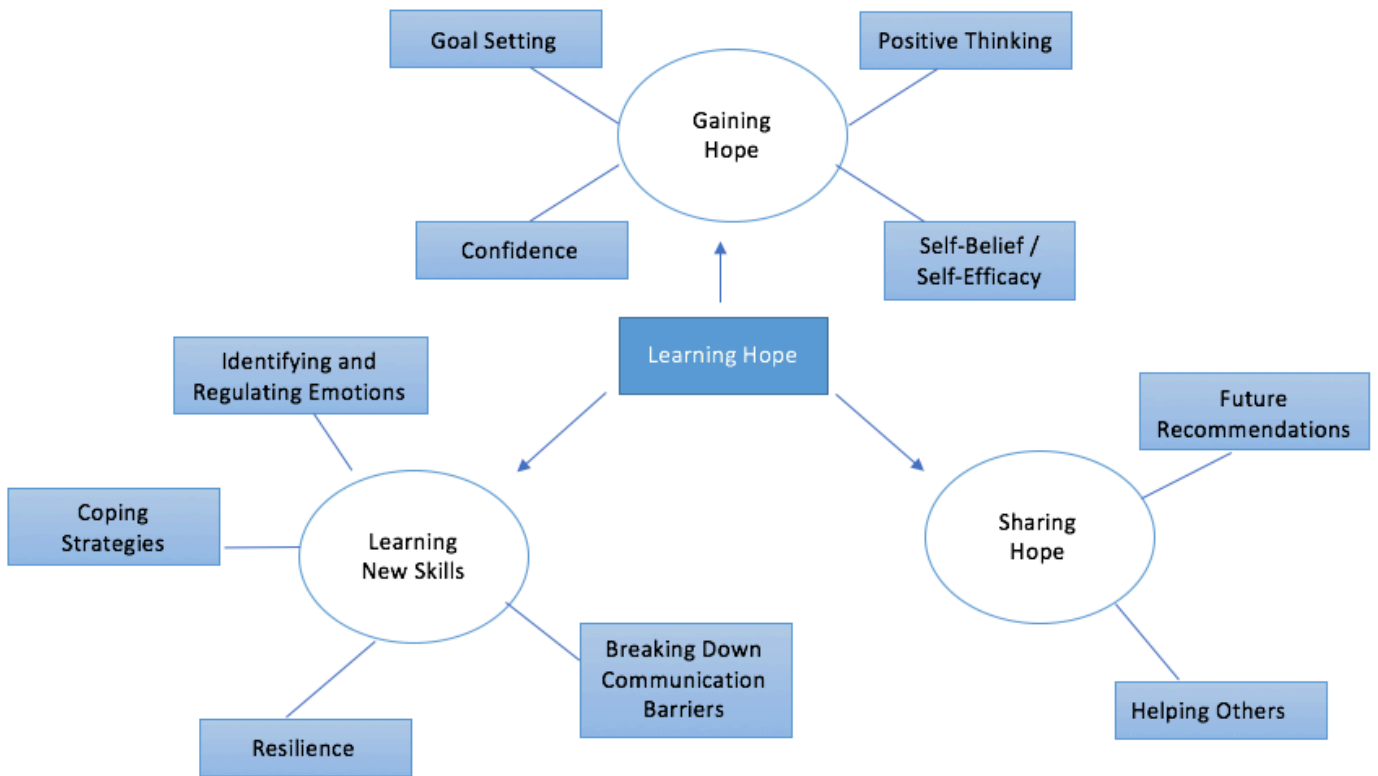 Goal Setting
Positive Thinking
Gaining
Hope
Confidence
Self-Belief /
Self-Efficacy
Learning Hope
Identifying and
Regulating Emotions
Future
Recommendations
Coping
Strategies
Learning
New Skills
Sharing
Hope
Breaking Down
Communication
Barriers
Resilience
Helping Others